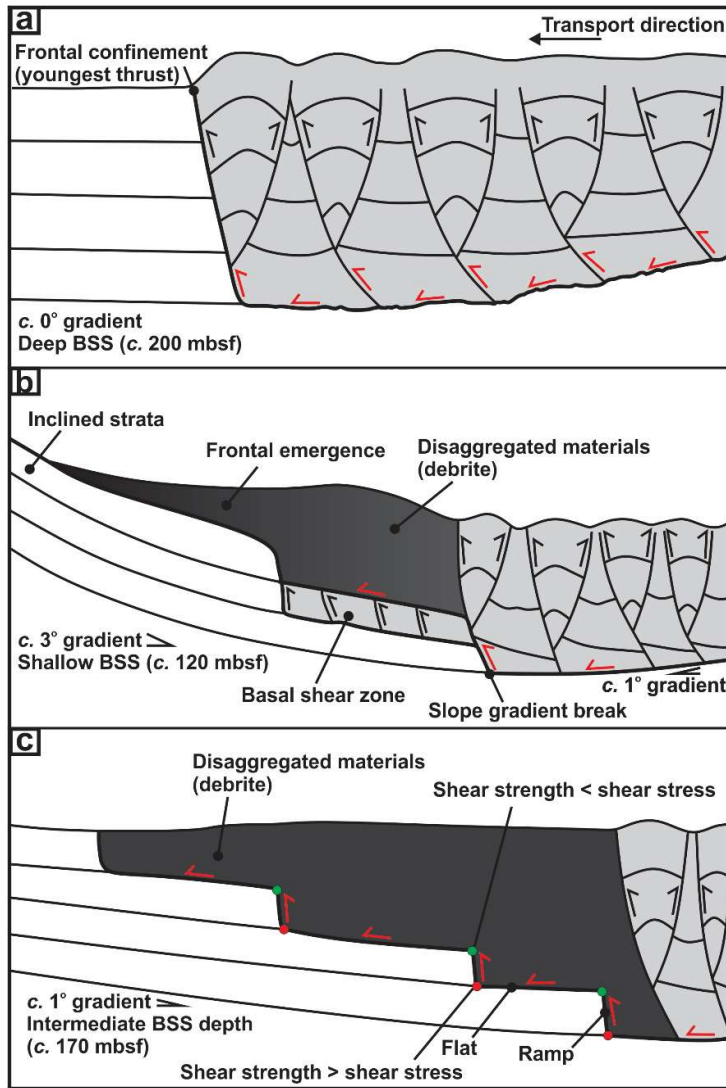 a
Transport direction
Frontal confinement
(youngest thrust)
c. 0° gradient
Deep BSS (c. 200 mbsf)
b
Inclined strata
Frontal emergence
Disaggregated materials
(debrite)
c. 3° gradient
Shallow BSS (c. 120 mbsf)
Basal shear zone
c. 1° gradient
Slope gradient break
c
Disaggregated materials
(debrite)
Shear strength < shear stress
c. 1° gradient
Intermediate BSS depth
(c. 170 mbsf)
Flat
Ramp
Shear strength > shear stress